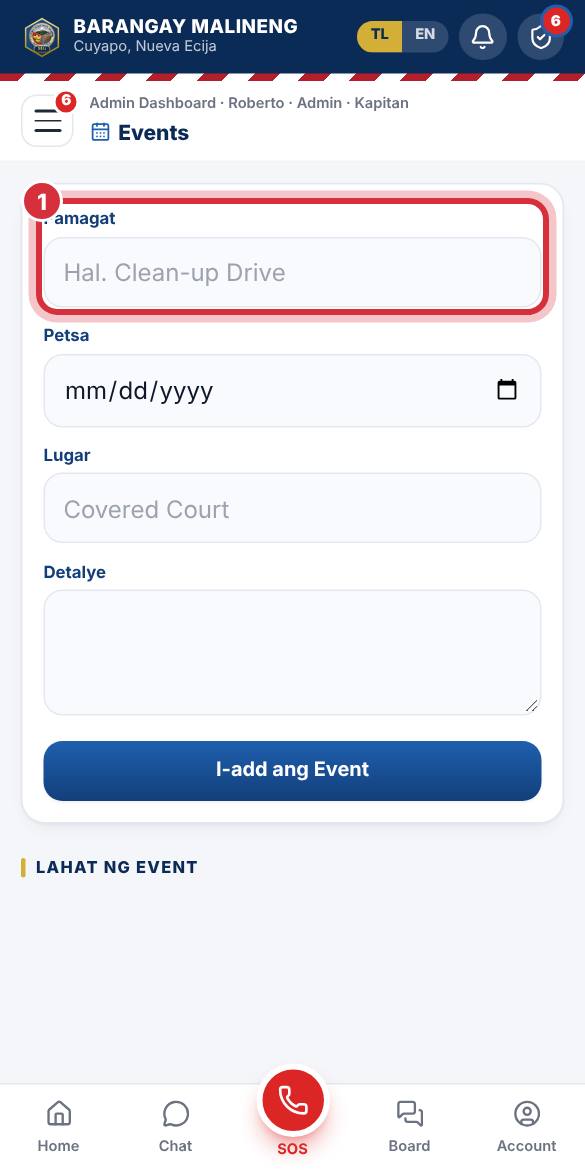 BARANGAY MALINENG
Cuyapo, Nueva Ecija
TL EN
6
6
Admin Dashboard · Roberto · Admin · Kapitan
Events
1
Pamagat
Hal. Clean-up Drive
Petsa
mm/dd/yyyy
Lugar
Covered Court
Detalye
I-add ang Event
LAHAT NG EVENT
Home Chat SOS Board Account